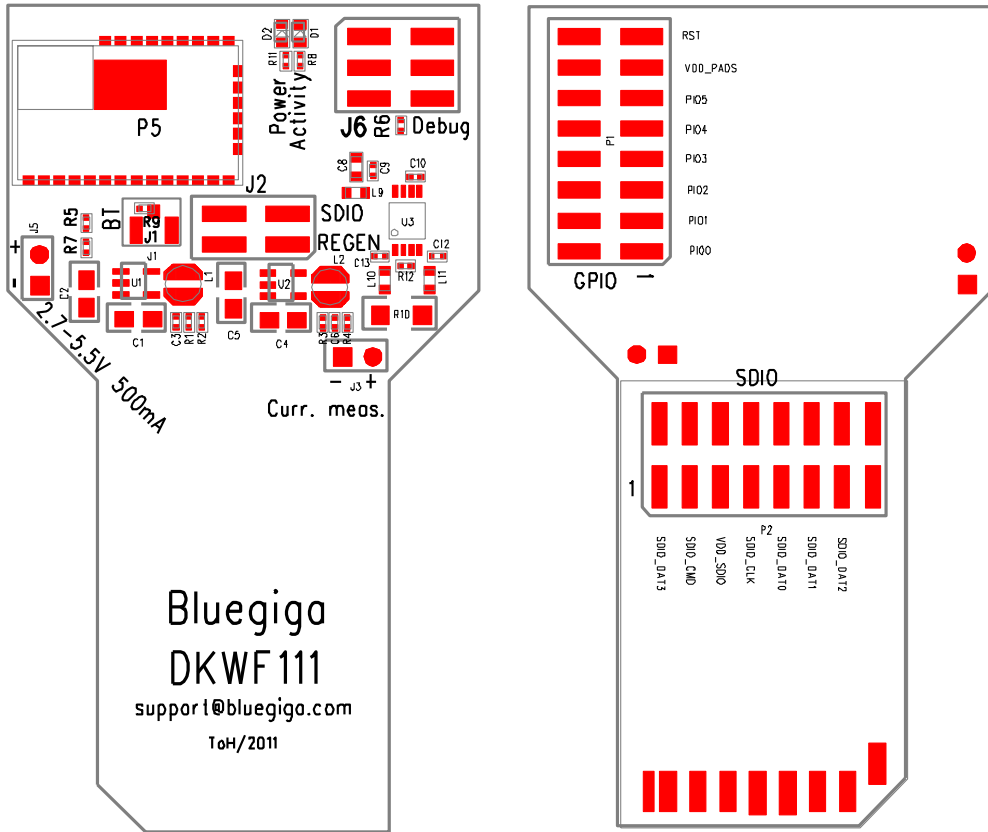 D2
D1
R11
R8
Power
Activity
P5
J6
R6
Debug
C8
C9
C10
L9
J2
SDIO
REGEN
U3
BT
R9
J1
R5
R7
J5
+
-
J1
L1
U1
C2
U2
L2
C13
C12
L10
R12
L11
R10
C1
C3
R1
R2
C5
C4
R3
C6
R4
2.7-5.5V 500mA
- J3 +
Curr. meas.
Bluegiga
DKWF111
support@bluegiga.com
ToH/2011
RST
VDD_PADS
PIO5
PIO4
P1
PIO3
PIO2
PIO1
PIO0
GPIO
1
SDIO
1
P2
SDIO_DAT3
SDIO_CMD
VDD_SDIO
SDIO_CLK
SDIO_DAT0
SDIO_DAT1
SDIO_DAT2